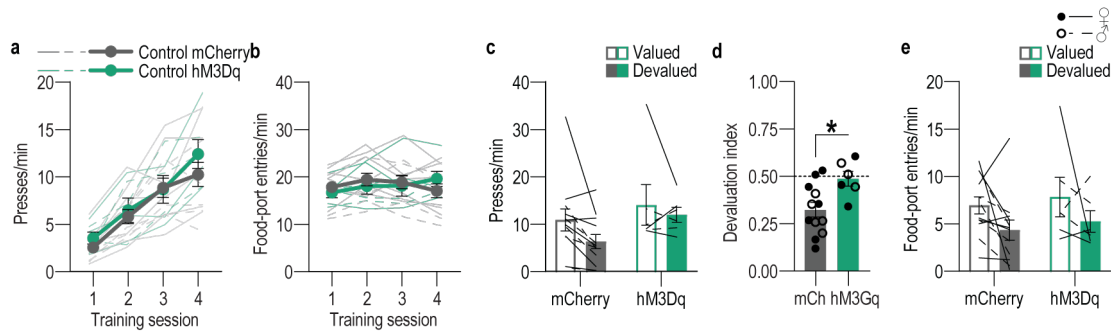 a
Control mCherry
Control hM3Dq
Presses/min
20
15
10
5
0
1 2 3 4
Training session
b
Food-port entries/min
40
30
20
10
0
1 2 3 4
Training session
c
Valued
Devalued
Presses/min
40
30
20
10
0
mCherry hM3Dq
d
*
Devaluation index
1.00
0.75
0.50
0.25
0.00
mCh hM3Gq
♀
♂
e
Valued
Devalued
Food-port entries/min
20
15
10
5
0
mCherry hM3Dq